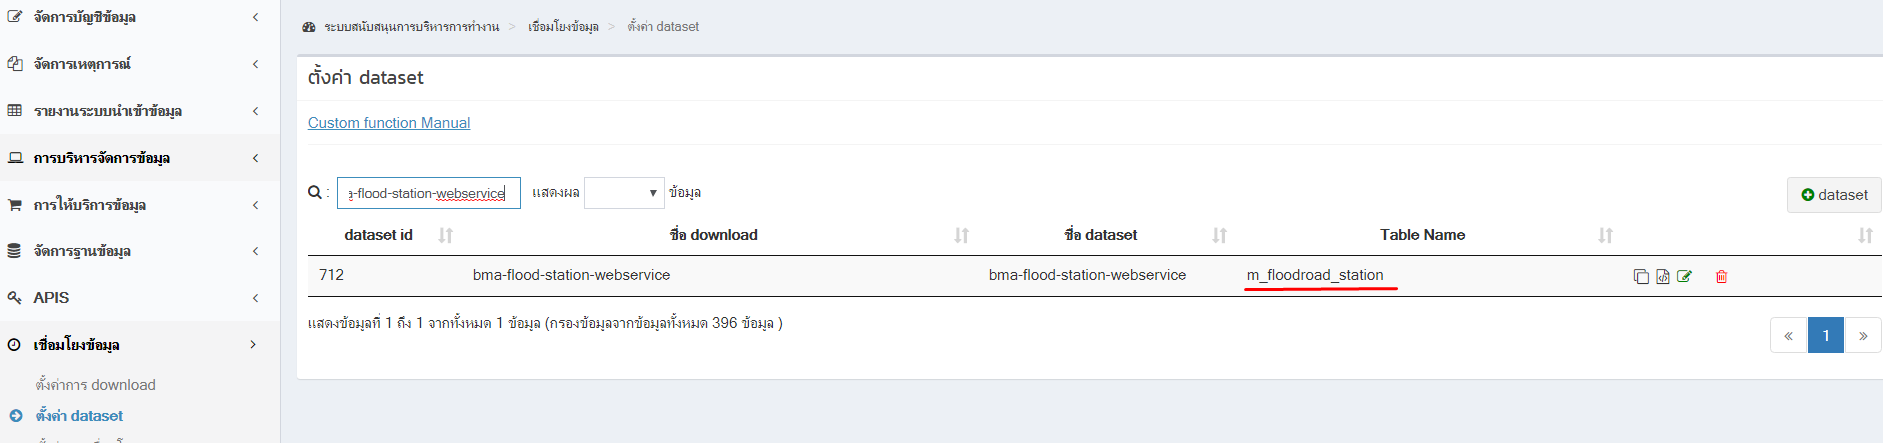 จัดการบัญชีข้อมูล
จัดการเหตุการณ์
รายงานระบบนำเข้าข้อมูล
การบริหารจัดการข้อมูล
การให้บริการข้อมูล
จัดการฐานข้อมูล
APIS
เชื่อมโยงข้อมูล
ตั้งค่าการ download
ตั้งค่า dataset
ระบบสนับสนุนการบริหารการทำงาน > เชื่อมโยงข้อมูล > ตั้งค่า dataset
ตั้งค่า dataset
Custom function Manual
: -flood-station-webservice แสดงผล ข้อมูล
dataset
dataset id ชื่อ download ชื่อ dataset Table Name
712 bma-flood-station-webservice bma-flood-station-webservice m_floodroad_station
แสดงข้อมูลที่ 1 ถึง 1 จากทั้งหมด 1 ข้อมูล (กรองข้อมูลจากข้อมูลทั้งหมด 396 ข้อมูล )
« 1 »